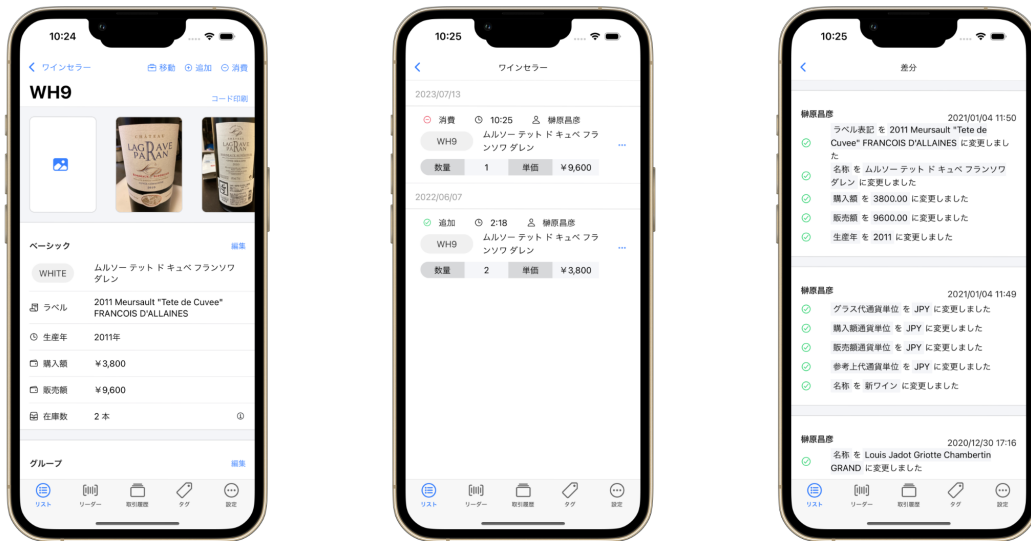 10:24
ワインセラー
移動
追加
消費
WH9
コード印刷
CHATEAU
LAGRAVE
PARAN
ベーシック
編集
WHITE
ムルソー テット ド キュベ フランソワ
ダレン
ラベル
2011 Meursault "Tete de Cuvee"
FRANCOIS D'ALLAINES
生産年
2011年
購入額
¥3,800
販売額
¥9,600
在庫数
2 本
グループ
編集
リスト
リーダー
取引履歴
タグ
設定
10:25
ワインセラー
2023/07/13
消費
10:25
榊原昌彦
WH9
ムルソー テット ド キュベ フラ
ンソワ ダレン
数量
1
単価
¥9,600
2022/06/07
追加
2:18
榊原昌彦
WH9
ムルソー テット ド キュベ フラ
ンソワ ダレン
数量
2
単価
¥3,800
リスト
リーダー
取引履歴
タグ
設定
10:25
差分
榊原昌彦
2021/01/04 11:50
ラベル表記 を 2011 Meursault "Tete de
Cuvee" FRANCOIS D'ALLAINES に変更しまし
た
名称 を ムルソー テット ド キュベ フランソワ
ダレン に変更しました
購入額 を 3800.00 に変更しました
販売額 を 9600.00 に変更しました
生産年 を 2011 に変更しました
榊原昌彦
2021/01/04 11:49
グラス代通貨単位 を JPY に変更しました
購入額通貨単位 を JPY に変更しました
販売額通貨単位 を JPY に変更しました
参考上代通貨単位 を JPY に変更しました
名称 を 新ワイン に変更しました
榊原昌彦
2020/12/30 17:16
名称 を Louis Jadot Griotte Chambertin
GRAND に変更しました
リスト
リーダー
取引履歴
タグ
設定